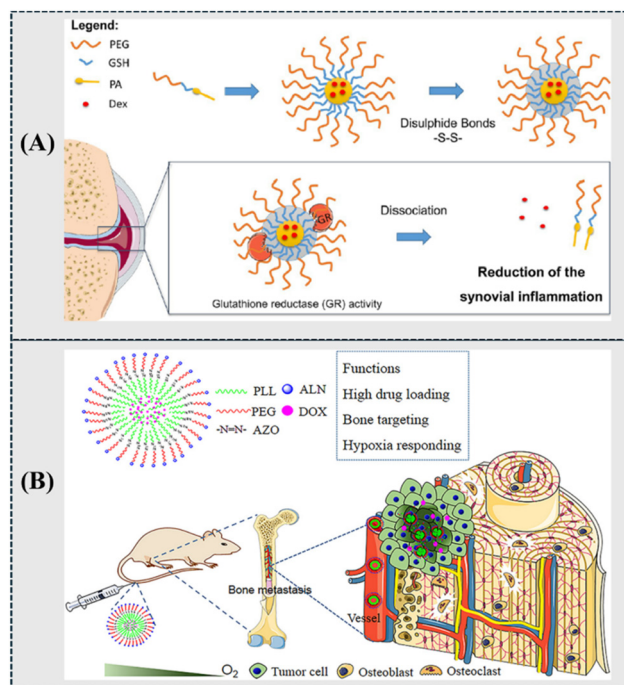 (A)
Legend:
PEG
GSH
PA
Dex
Disulphide Bonds
-S-S-
GR
Glutathione reductase (GR) activity
Dissociation
Reduction of the
synovial inflammation
(B)
PLL
ALN
PEG
DOX
-N=N- AZO
Functions
High drug loading
Bone targeting
Hypoxia responding
Bone metastasis
Vessel
O2
Tumor cell
Osteoblast
Osteoclast